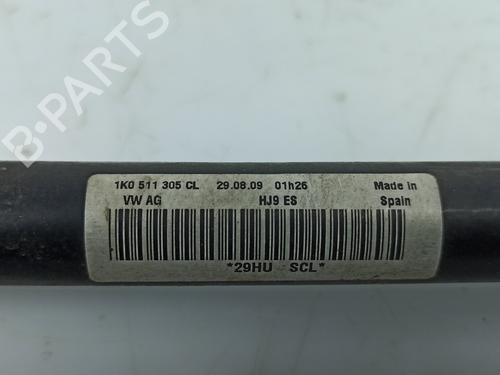 B-PARTS
1K0 511 305 CL 29.08.09 01h26 Made in
VW AG HJ9 ES Spain
*29HU SCL*